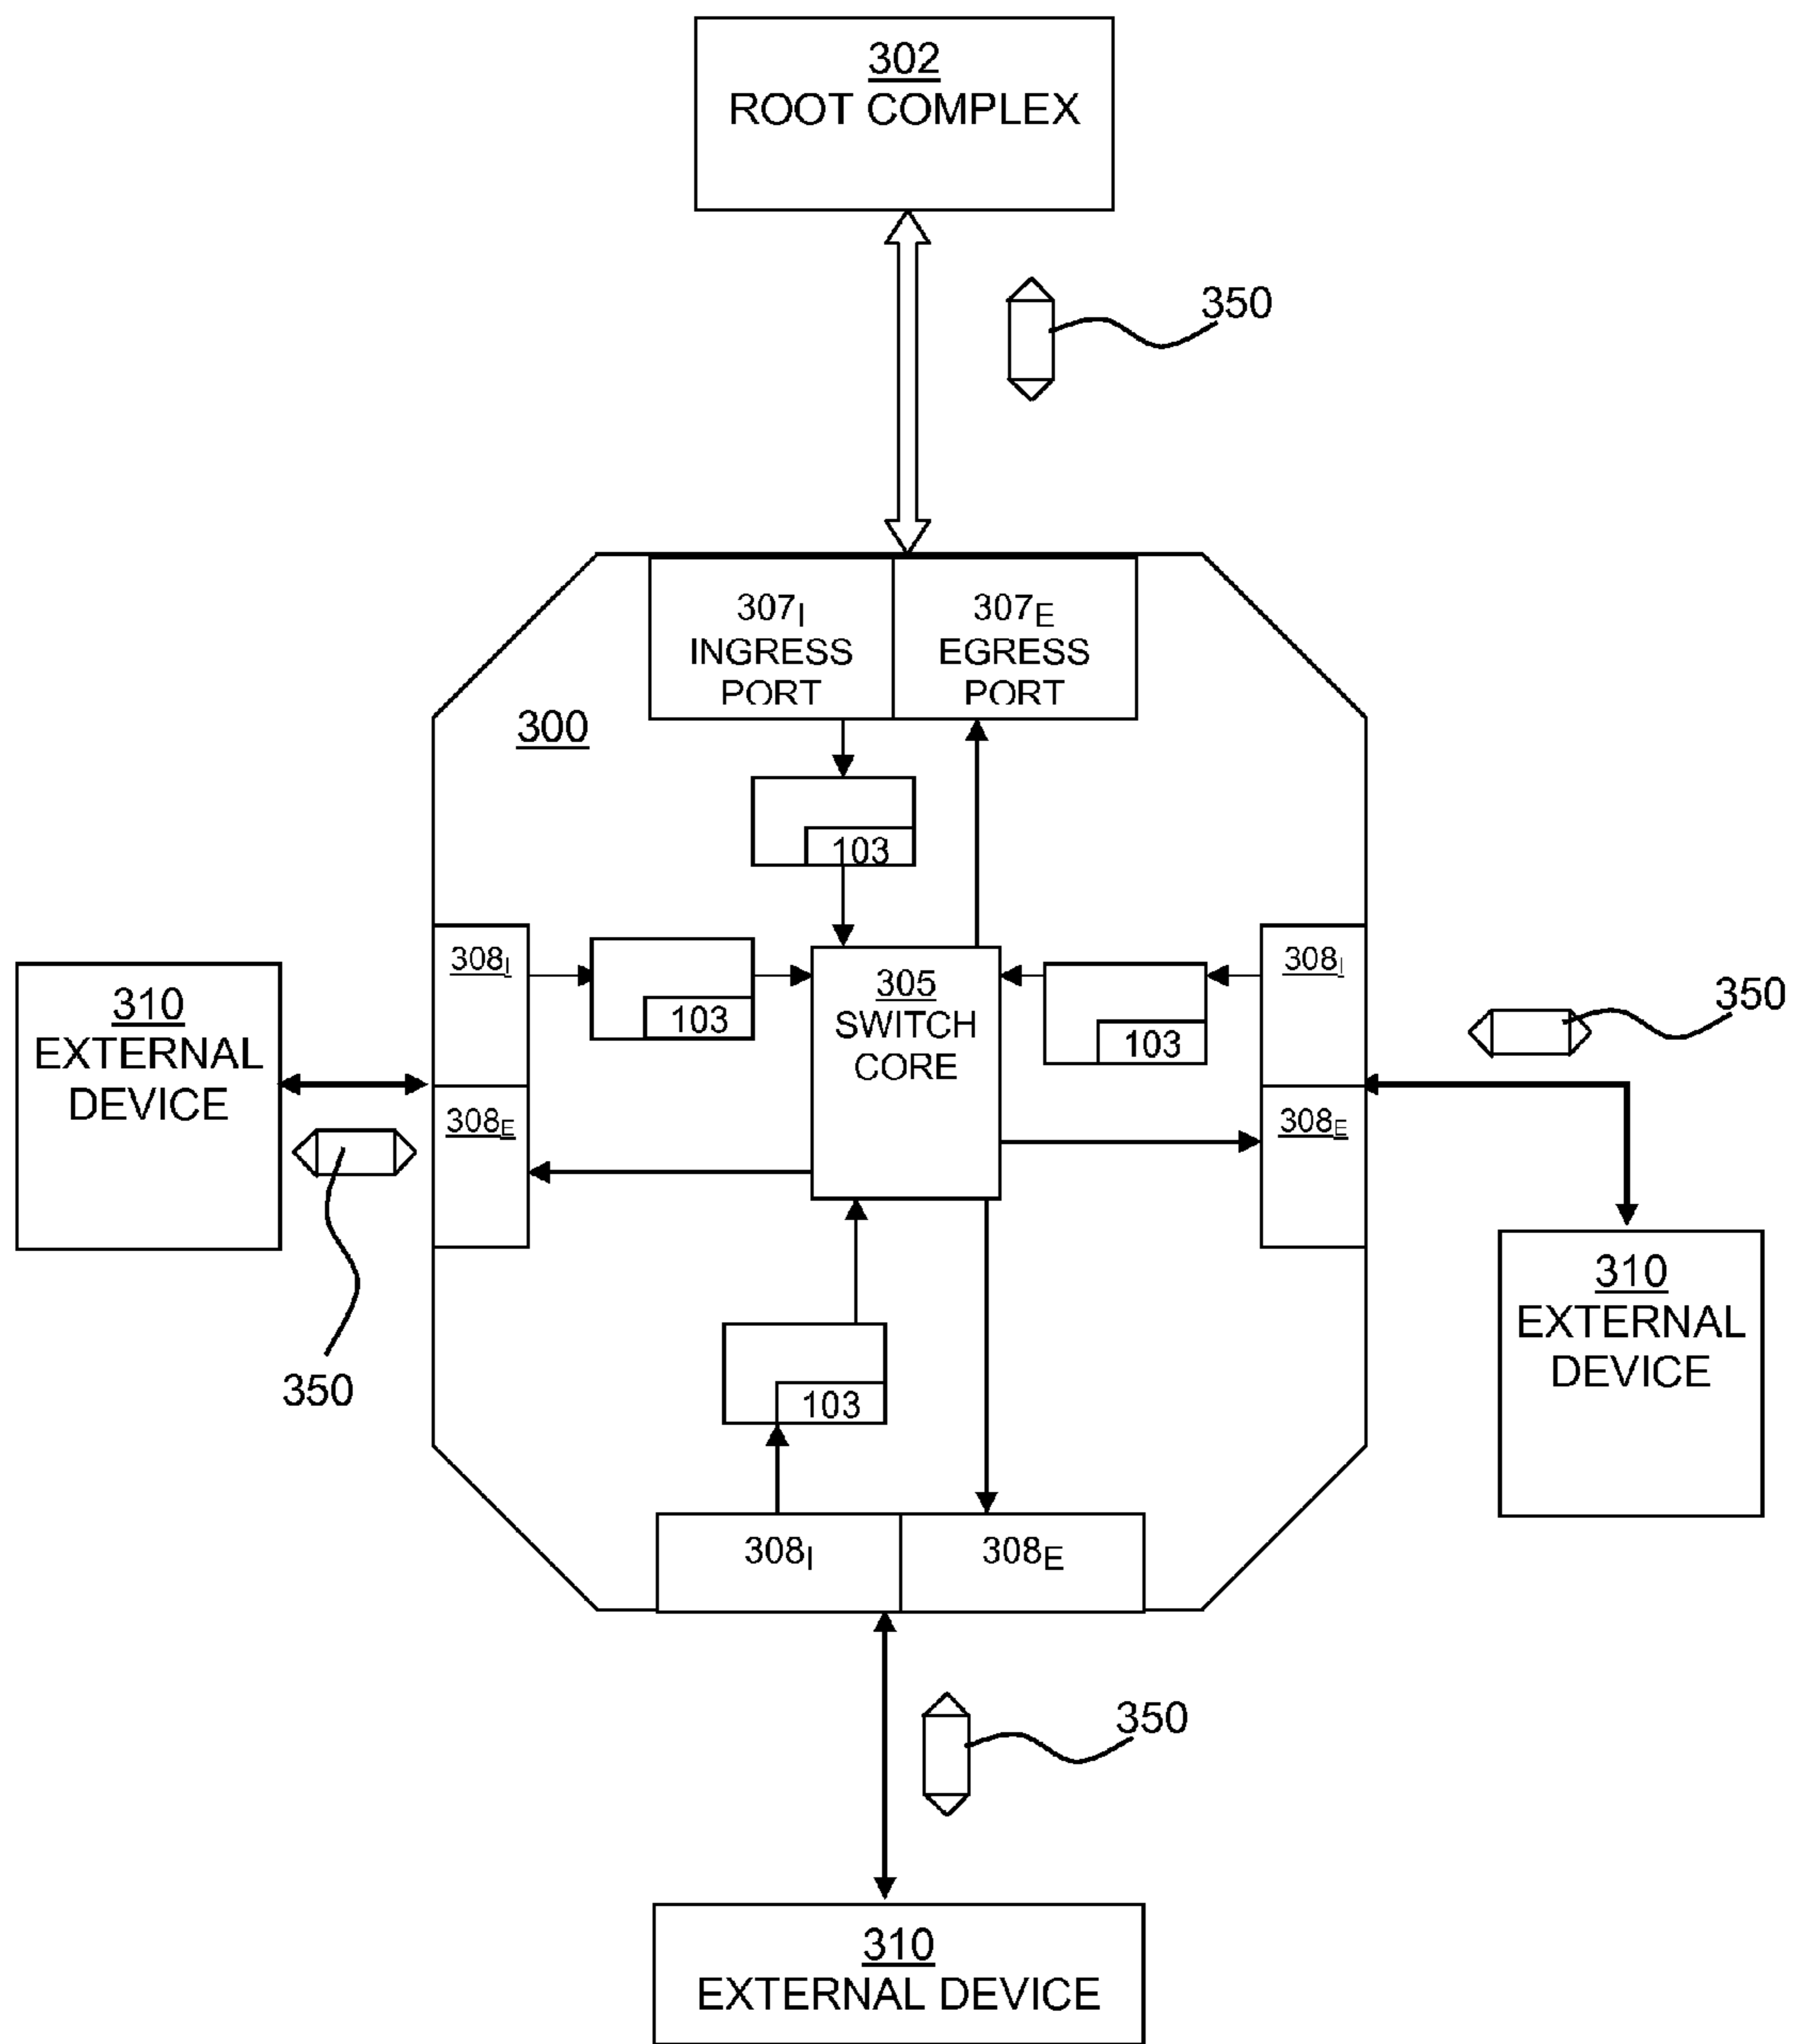 302
ROOT COMPLEX
350
307I
INGRESS
PORT
307E
EGRESS
PORT
300
103
308I
103
305
SWITCH
CORE
103
308I
350
310
EXTERNAL
DEVICE
308E
308E
310
EXTERNAL
DEVICE
350
103
308I
308E
350
310
EXTERNAL DEVICE